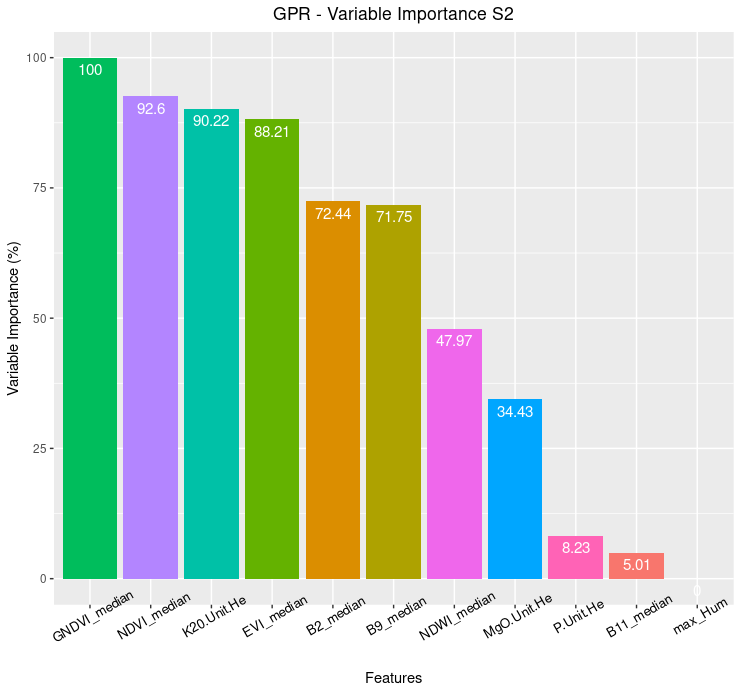 GPR - Variable Importance S2
Variable Importance (%)
100
75
50
25
0
100
92.6
90.22
88.21
72.44
71.75
47.97
34.43
8.23
5.01
0
GNDVI_median
NDVI_median
K20.Unit.He
EVI_median
B2_median
B9_median
NDWI_median
MgO.Unit.He
P.Unit.He
B11_median
max_Hum
Features